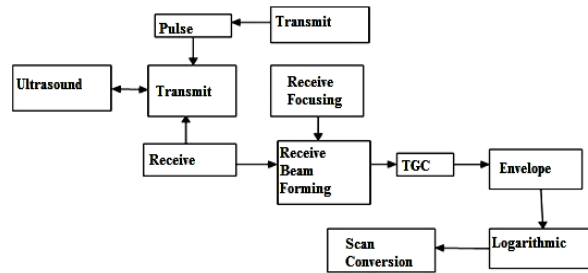 Pulse
Transmit
Ultrasound
Transmit
Receive
Focusing
Receive
Receive
Beam
Forming
TGC
Envelope
Scan
Conversion
Logarithmic